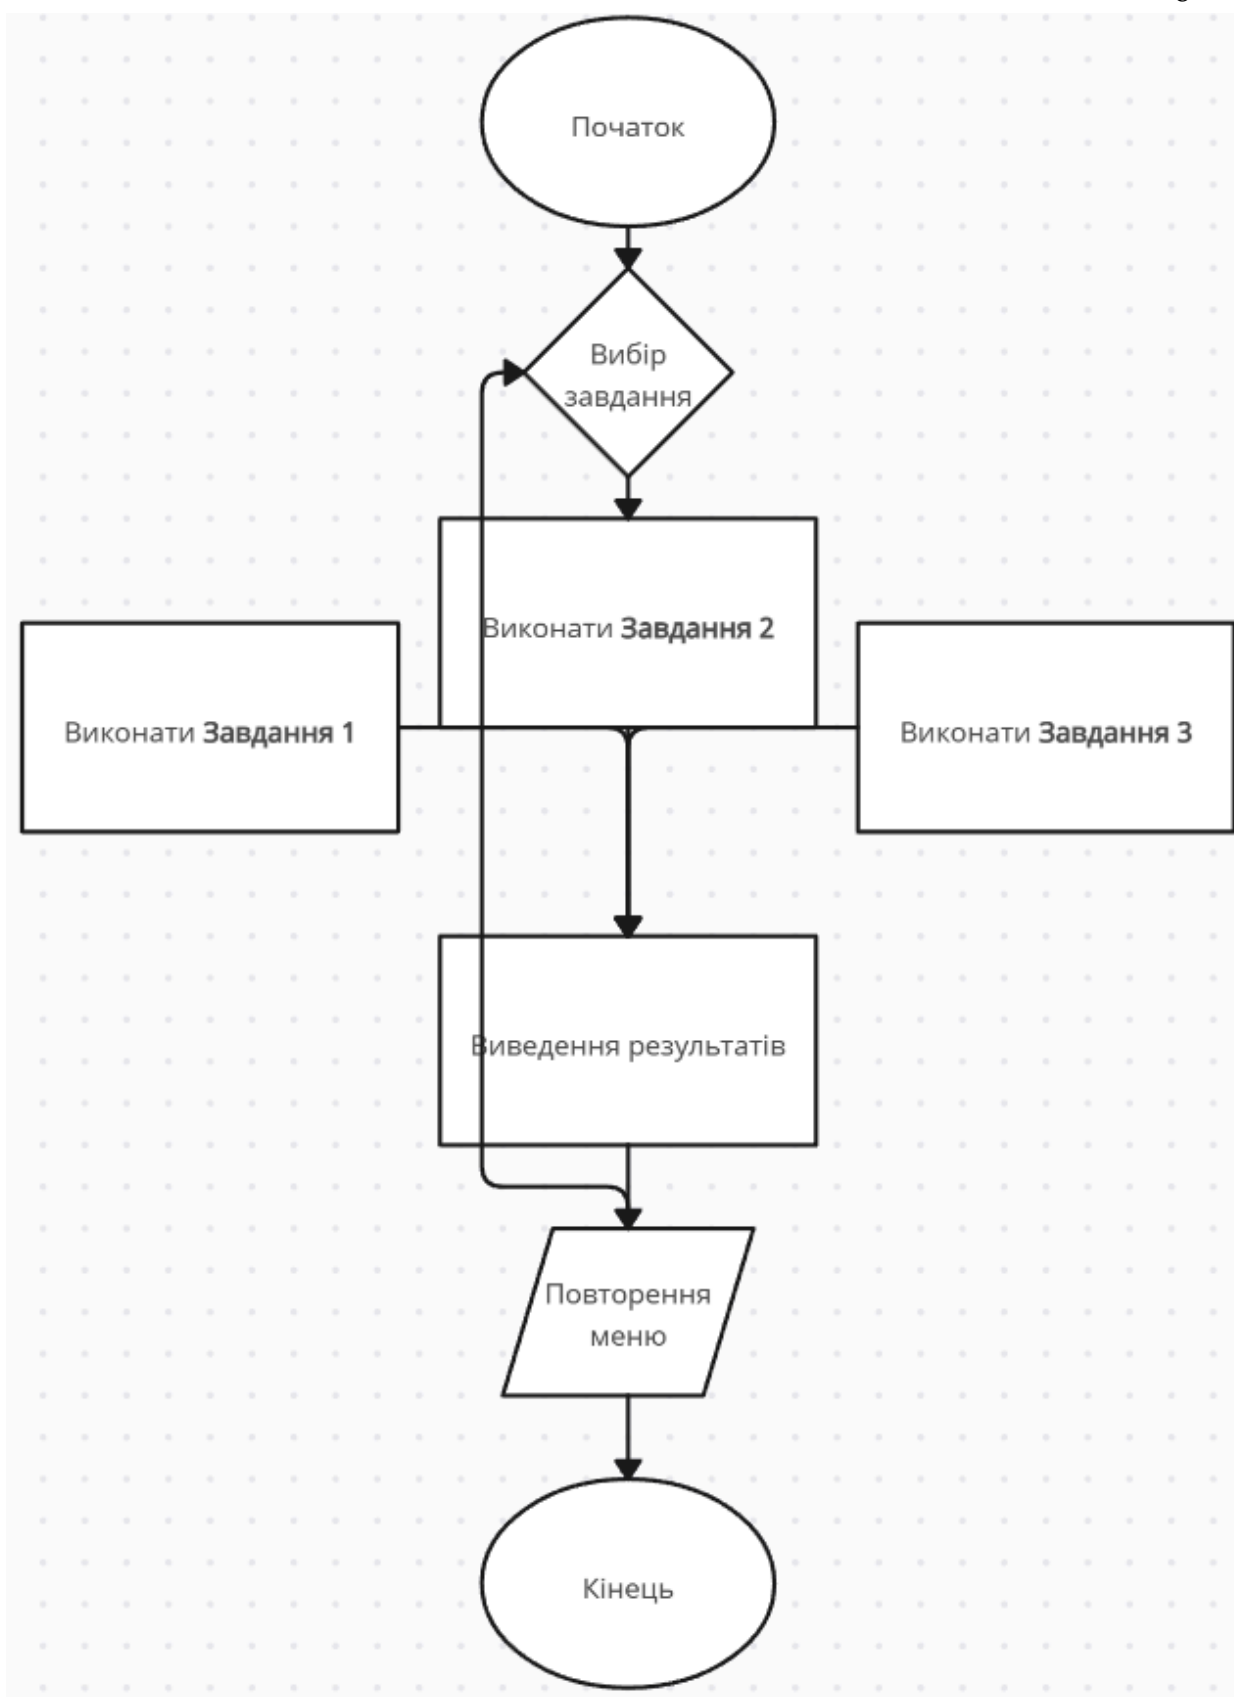 Початок
Вибір
завдання
Виконати Завдання 2
Виконати Завдання 1
Виконати Завдання 3
Виведення результатів
Повторення
меню
Кінець